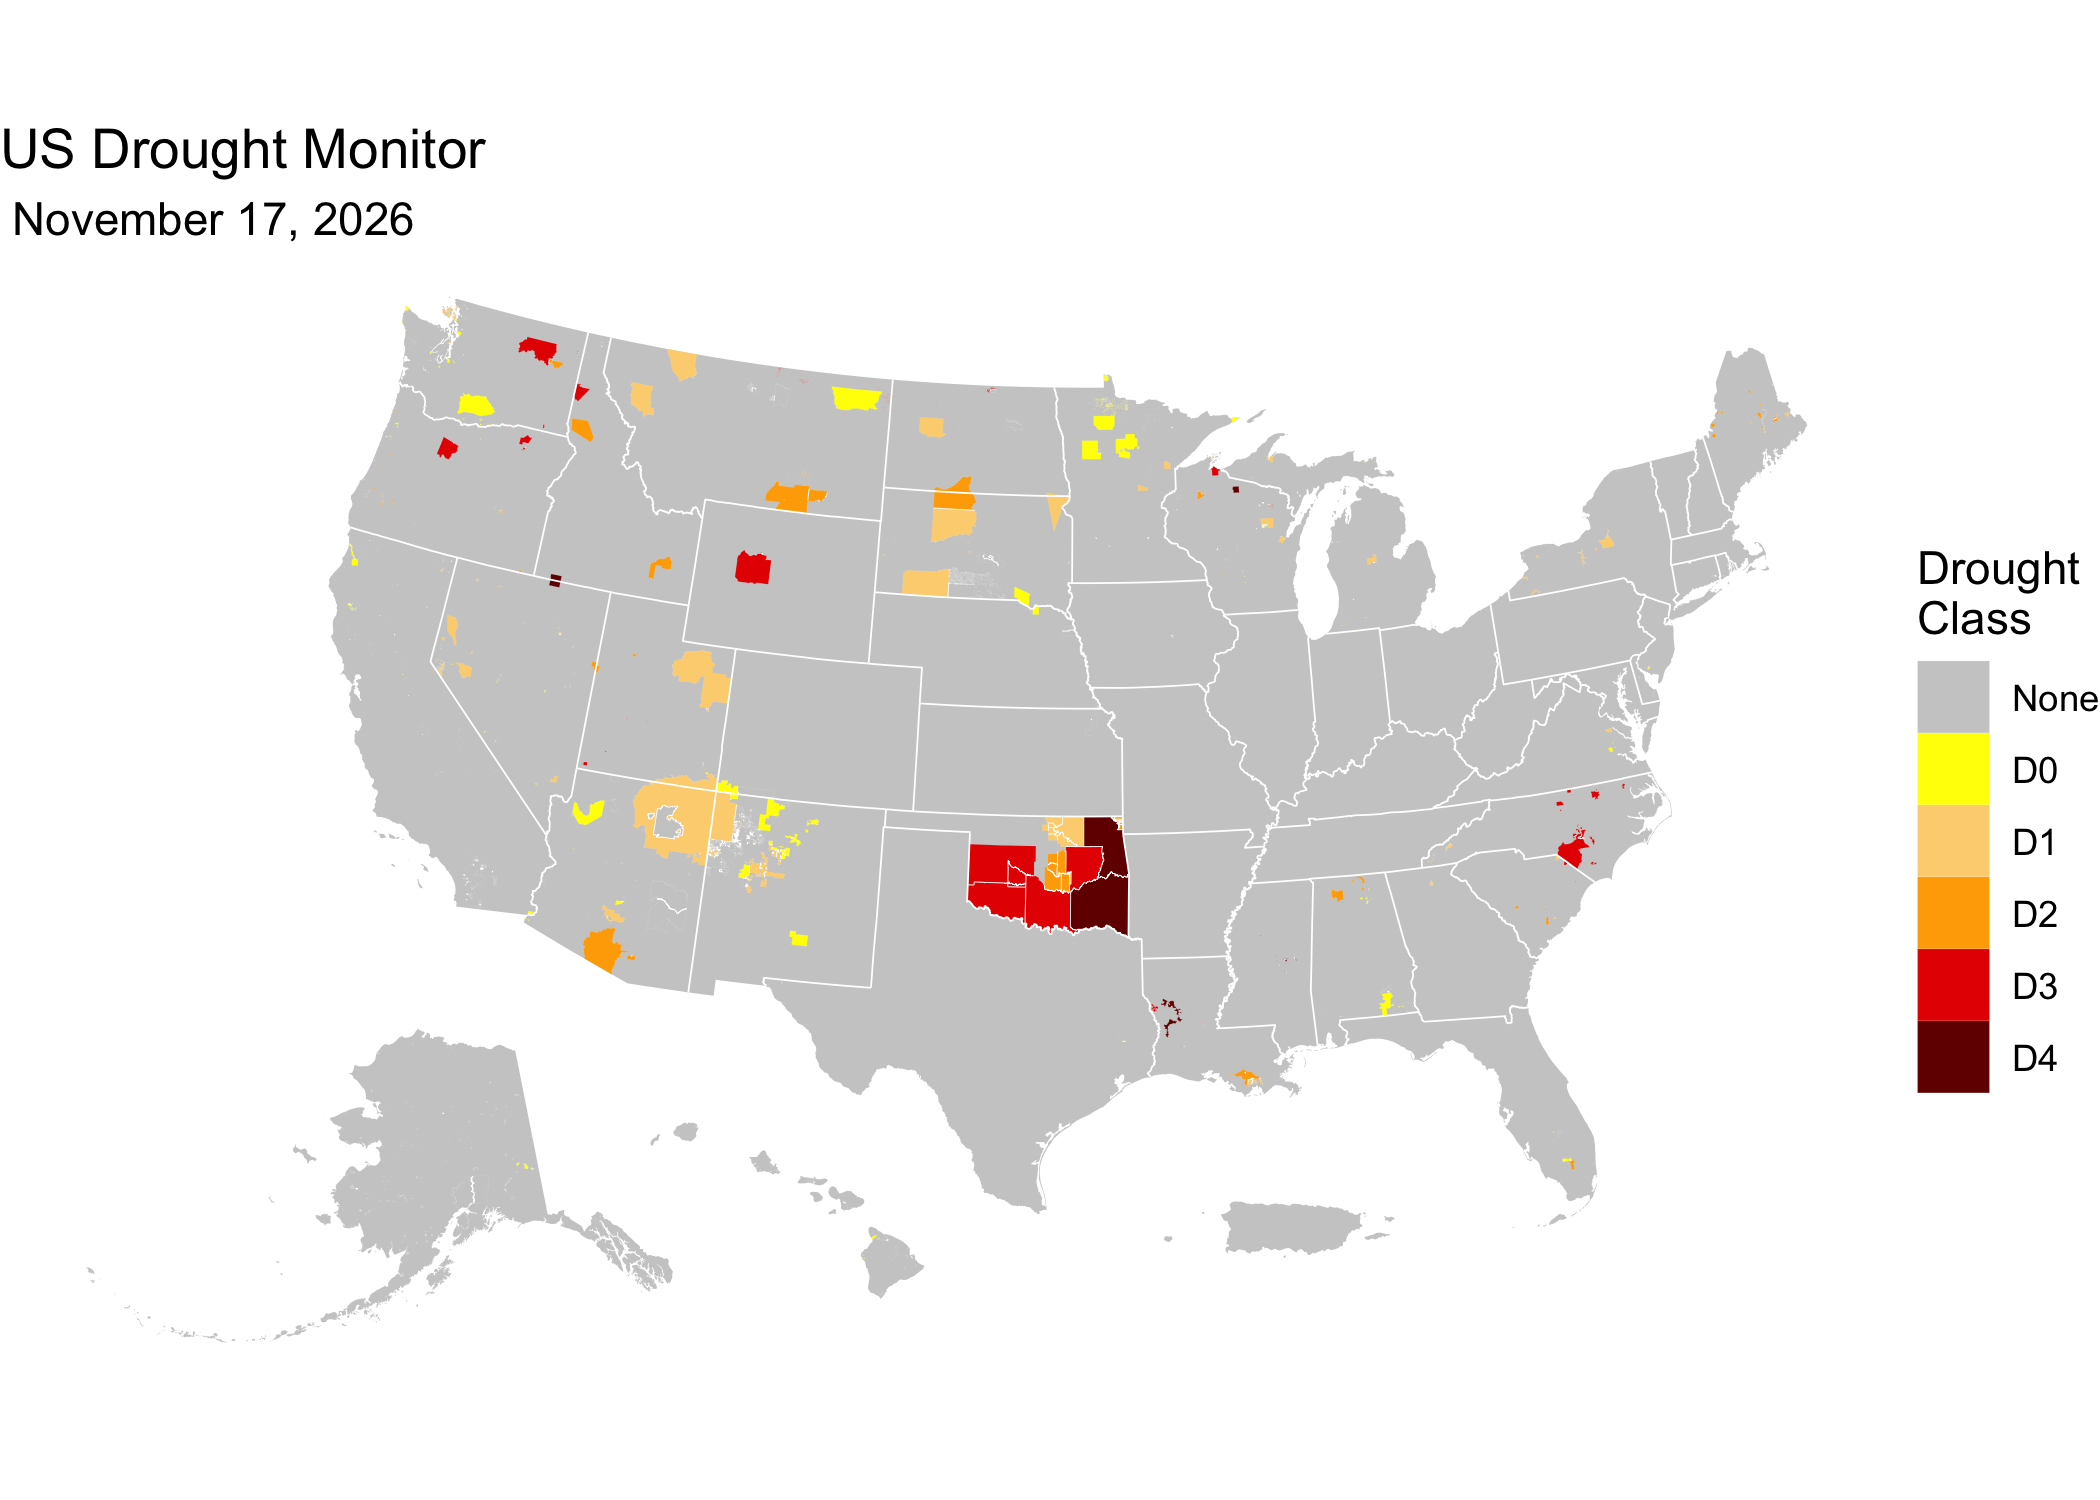 US Drought Monitor
November 17, 2026
Drought
Class
None
D0
D1
D2
D3
D4